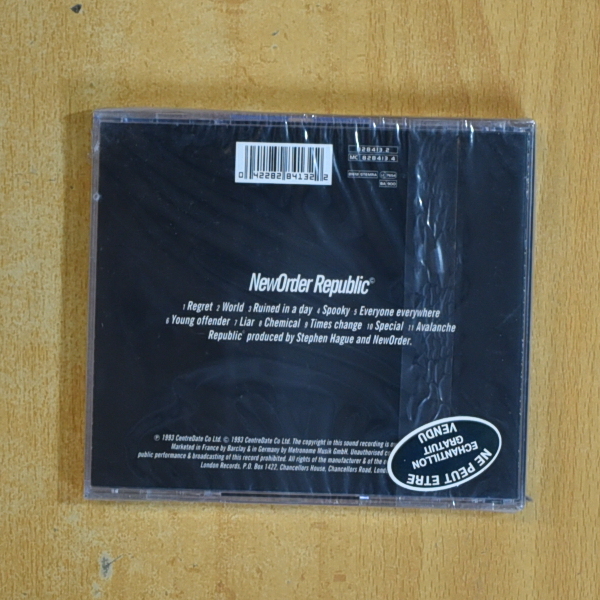 828413 2
MC 828413 4
0 42282 84132 2
NewOrder Republic©
1 Regret 2 World 3 Ruined in a day 4 Spooky 5 Everyone everywhere
6 Young offender 7 Liar 8 Chemical 9 Times change 10 Special 11 Avalanche
Republic produced by Stephen Hague and NewOrder.
℗ 1993 CentreDate Co Ltd. © 1993 CentreDate Co Ltd. The copyright in this sound recording is
Marketed in France by Barclay & in Germany by Metronome Musik GmbH. Unauthorised
public performance & broadcasting of this record prohibited. All rights of the manufacturer & of the
London Records, P.O. Box 1422, Chancellors House, Chancellors Road,
NE PEUT ETRE
VENDU
ECHANTILLON
GRATUIT